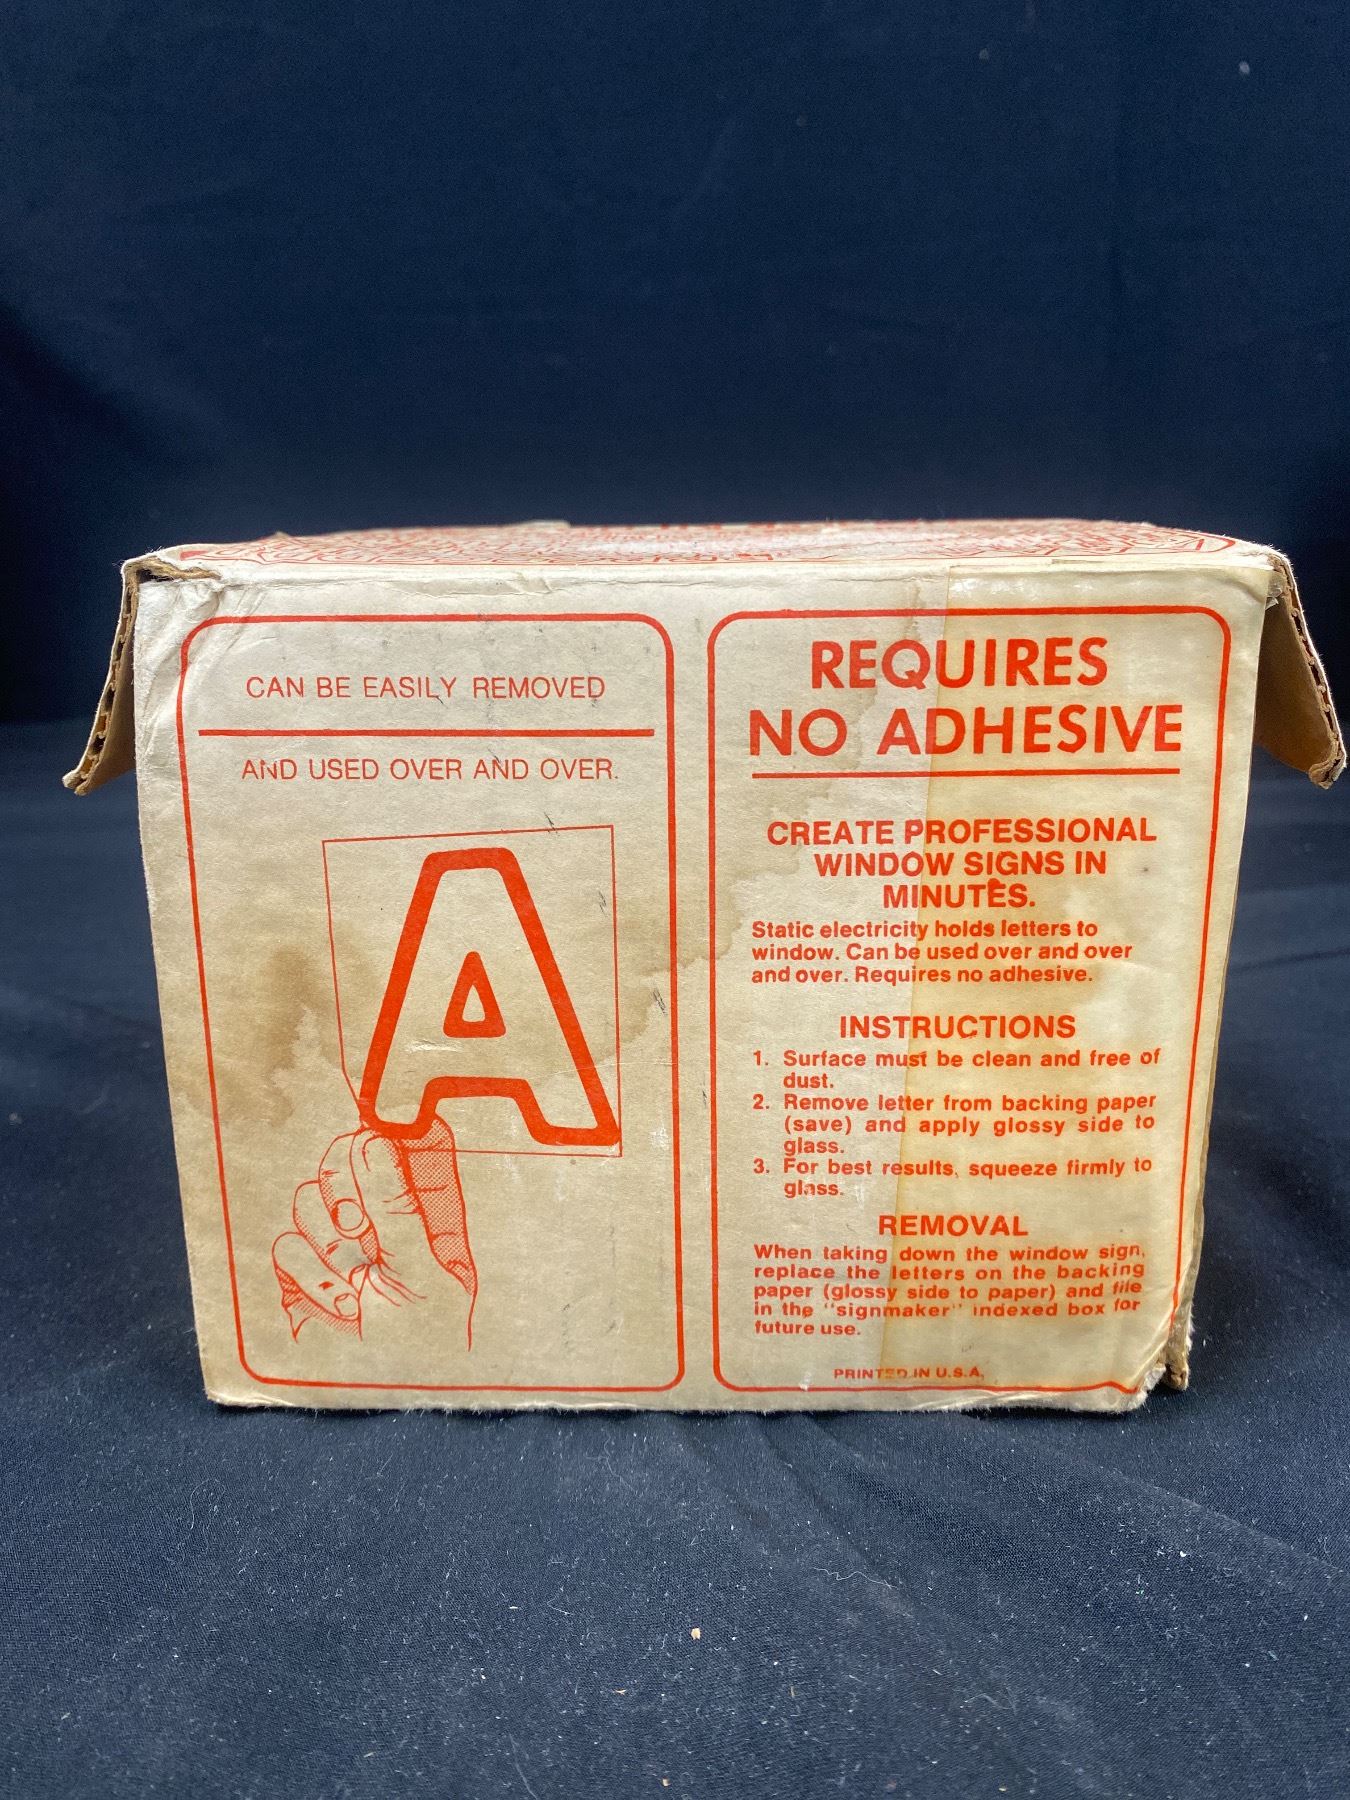 CAN BE EASILY REMOVED
AND USED OVER AND OVER.
A
REQUIRES
NO ADHESIVE
CREATE PROFESSIONAL
WINDOW SIGNS IN
MINUTES.
Static electricity holds letters to
window. Can be used over and over
and over. Requires no adhesive.
INSTRUCTIONS
1. Surface must be clean and free of
dust.
2. Remove letter from backing paper
(save) and apply glossy side to
glass.
3. For best results, squeeze firmly to
glass.
REMOVAL
When taking down the window sign,
replace the letters on the backing
paper (glossy side to paper) and file
in the "signmaker" indexed box for
future use.
PRINTED IN U.S.A.